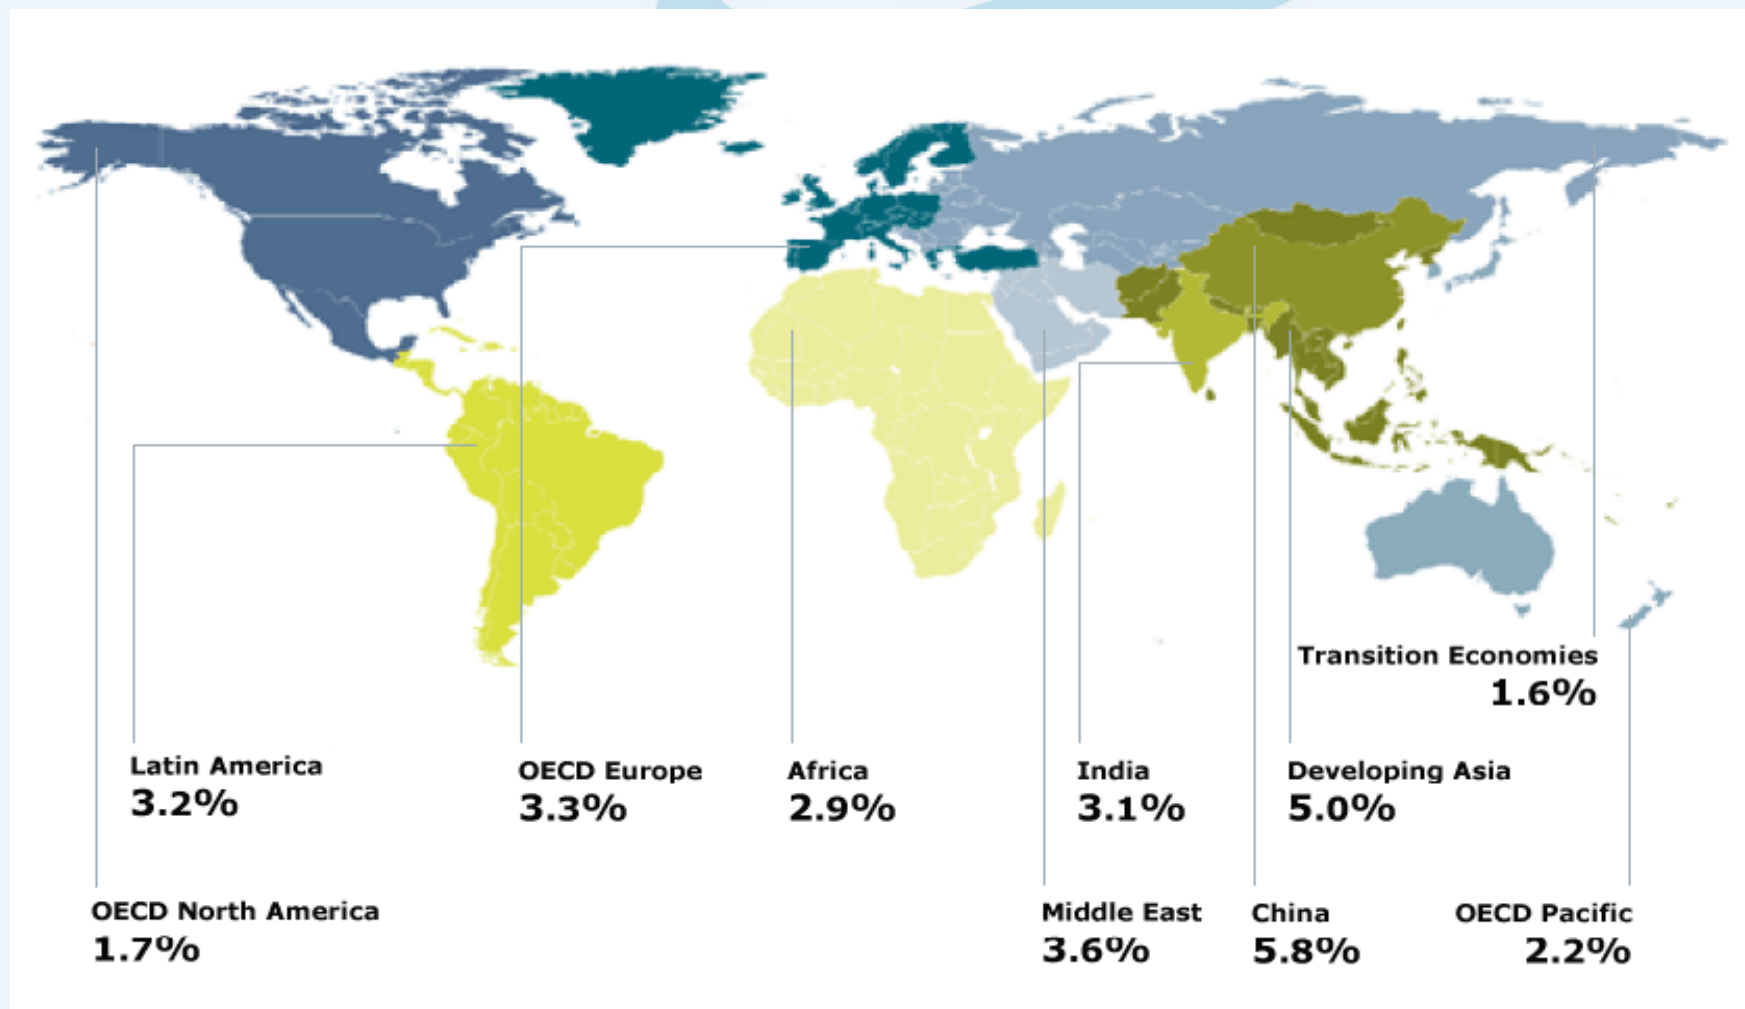 Transition Economies
1.6%
Latin America
3.2%
OECD Europe
3.3%
Africa
2.9%
India
3.1%
Developing Asia
5.0%
OECD North America
1.7%
Middle East
3.6%
China
5.8%
OECD Pacific
2.2%